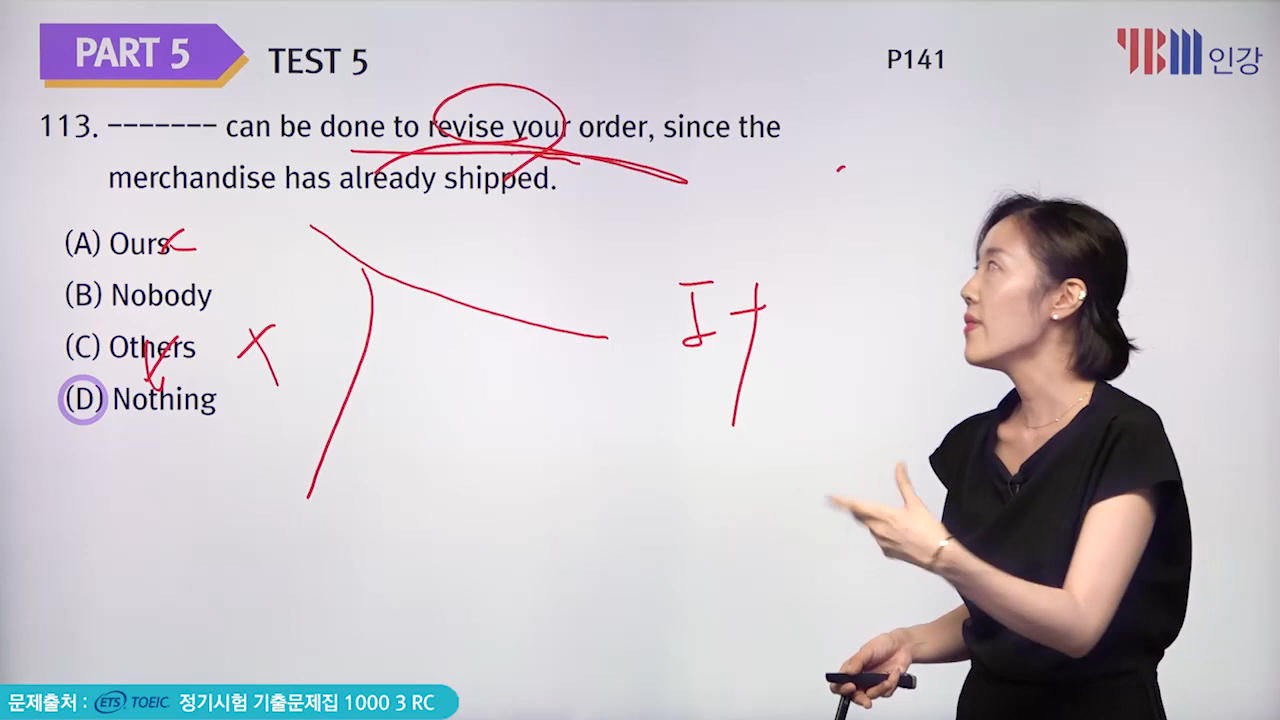 PART 5
TEST 5
P141
YBM 인강
113. ------- can be done to revise your order, since the
merchandise has already shipped.
(A) Ours
(B) Nobody
(C) Others
(D) Nothing
문제출처 : ETS TOEIC 정기시험 기출문제집 1000 3 RC